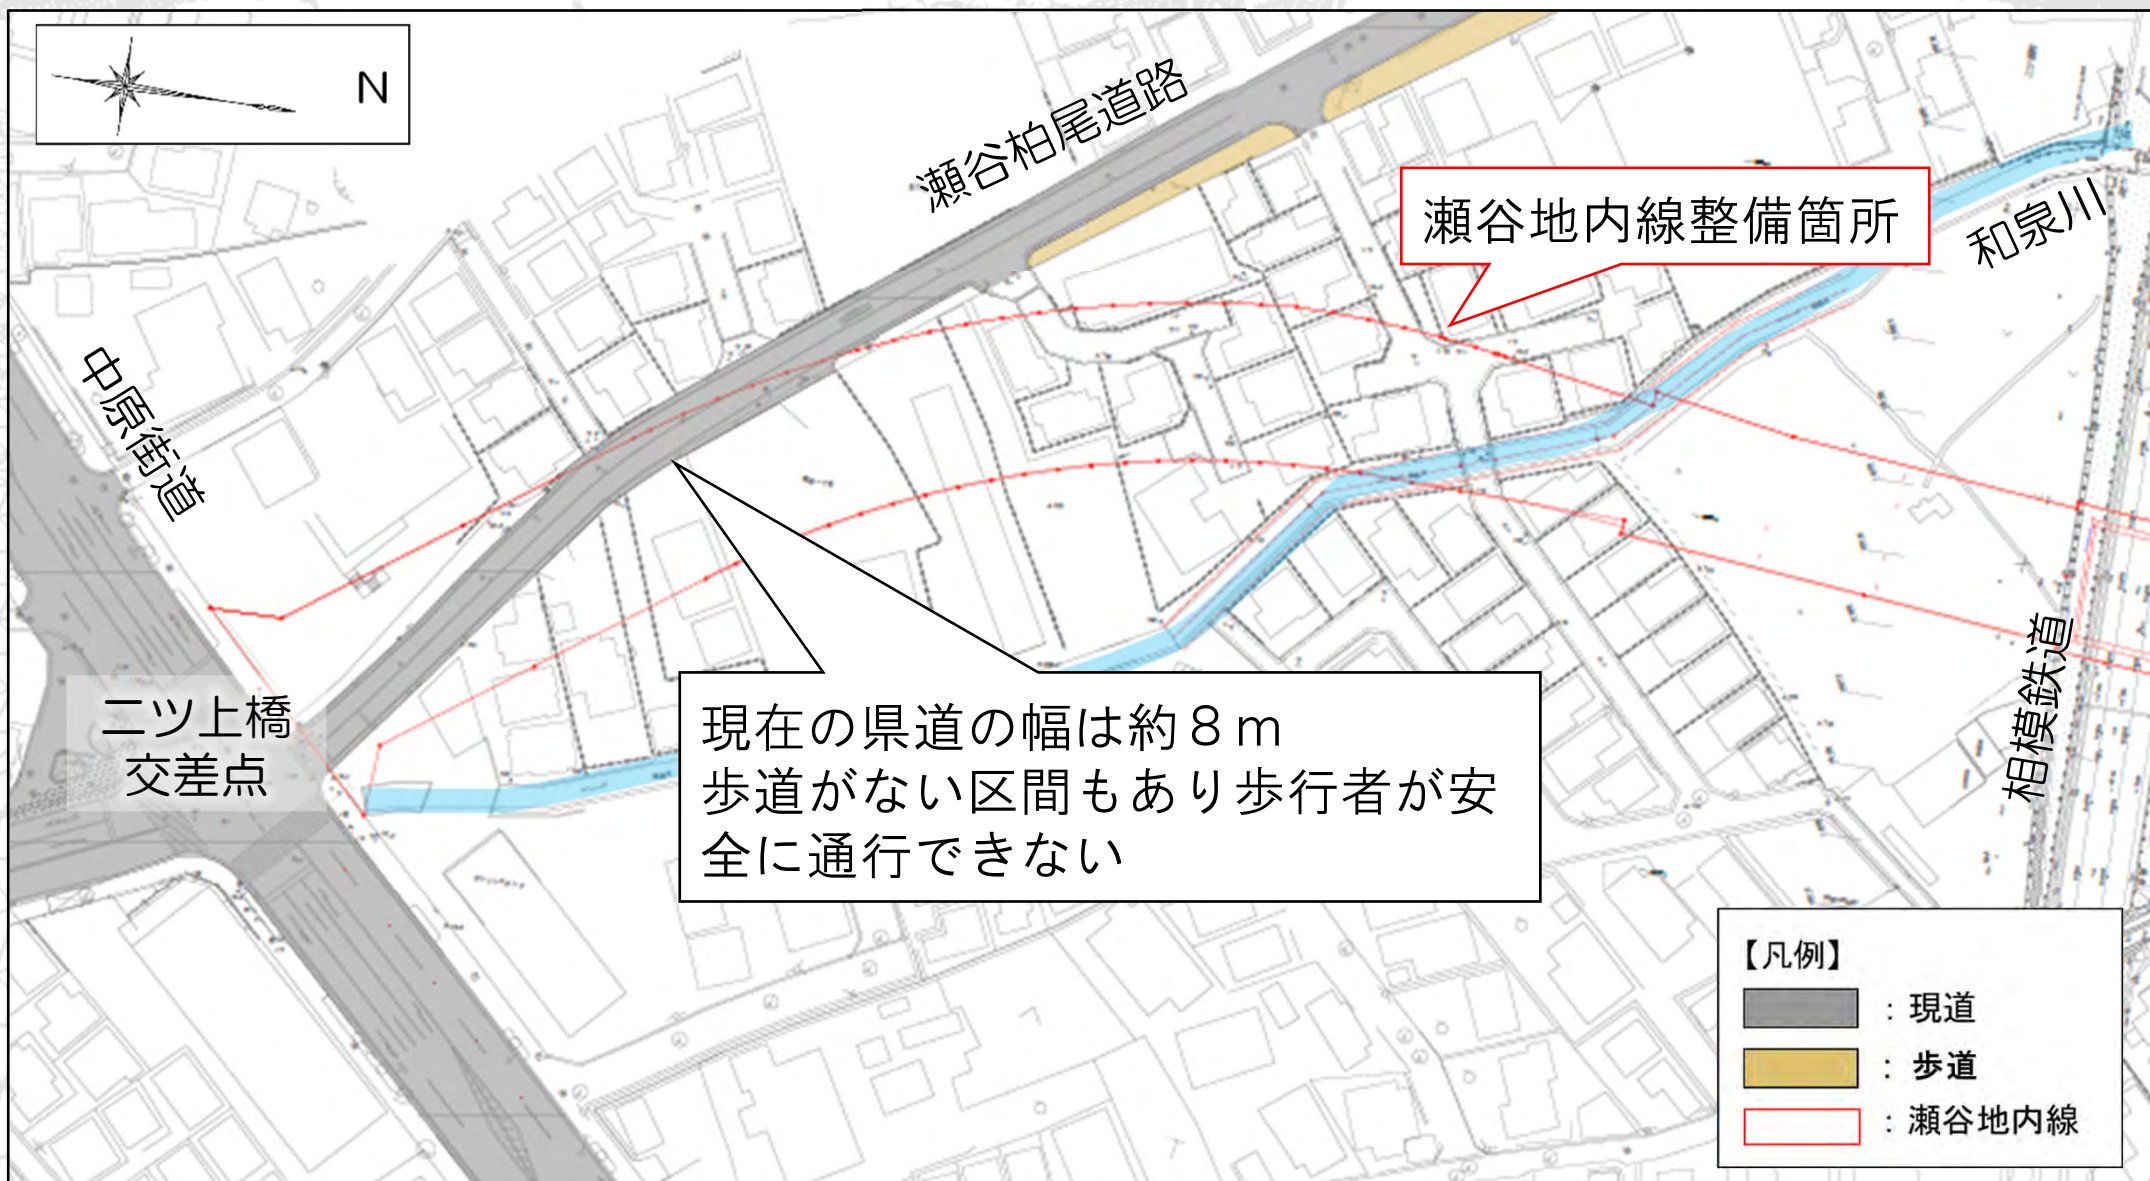 N
瀬谷柏尾道路
瀬谷地内線整備箇所
和泉川
中原街道
二ツ上橋
交差点
現在の県道の幅は約８ｍ
歩道がない区間もあり歩行者が安
全に通行できない
相模鉄道
【凡例】
：現道
：歩道
：瀬谷地内線